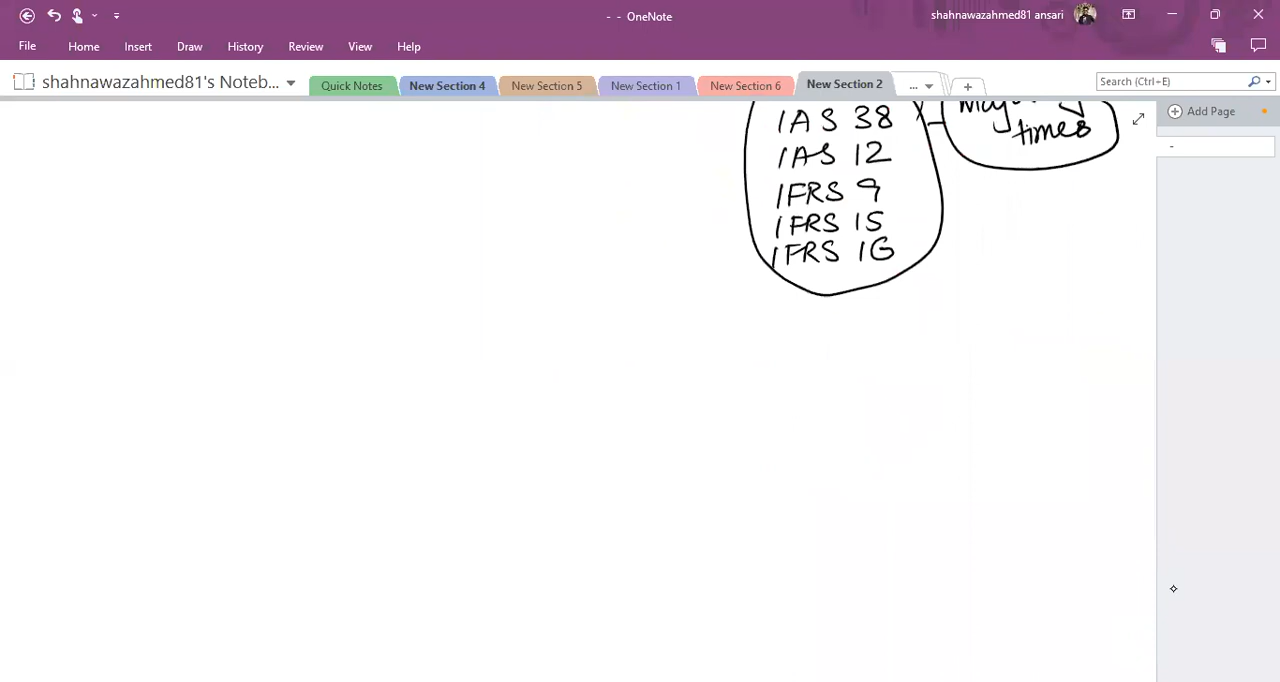 - - OneNote
shahnawazahmed81 ansari
File Home Insert Draw History Review View Help
shahnawazahmed81's Noteb... Quick Notes New Section 4 New Section 5 New Section 1 New Section 6 New Section 2 ... Search (Ctrl+E)
Add Page
-
IAS 38
times
IAS 12
IFRS 9
IFRS 15
IFRS 16